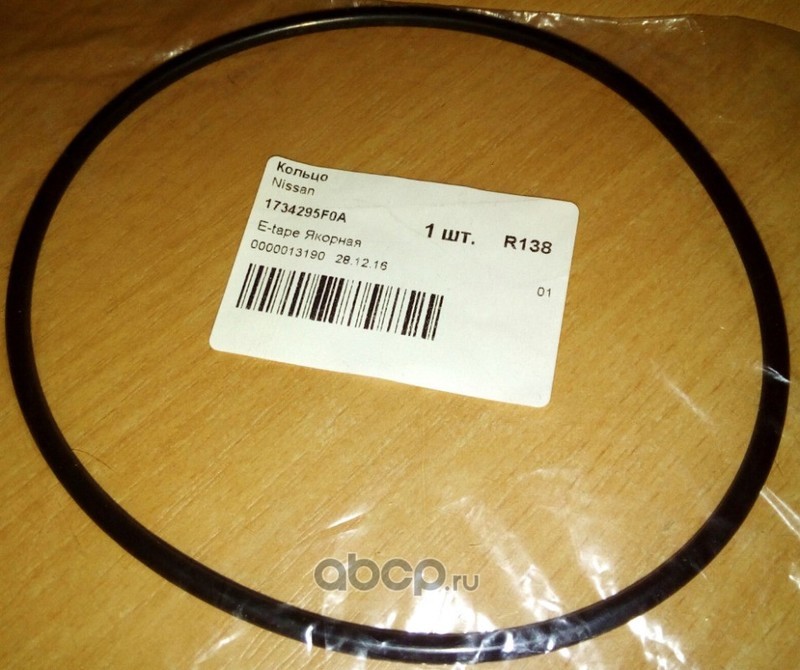 Кольцо
Nissan
1734295F0A
1 шт. R138
E-tape Якорная
0000013190 28.12.16
01
abcp.ru